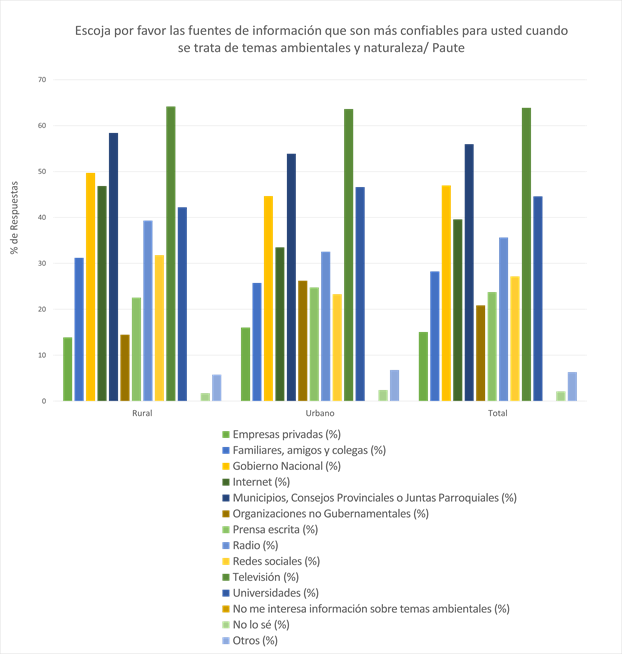 Escoja por favor las fuentes de información que son más confiables para usted cuando
se trata de temas ambientales y naturaleza/ Paute
% de Respuestas
70
60
50
40
30
20
10
0
Rural
Urbano
Total
Empresas privadas (%)
Familiares, amigos y colegas (%)
Gobierno Nacional (%)
Internet (%)
Municipios, Consejos Provinciales o Juntas Parroquiales (%)
Organizaciones no Gubernamentales (%)
Prensa escrita (%)
Radio (%)
Redes sociales (%)
Televisión (%)
Universidades (%)
No me interesa información sobre temas ambientales (%)
No lo sé (%)
Otros (%)